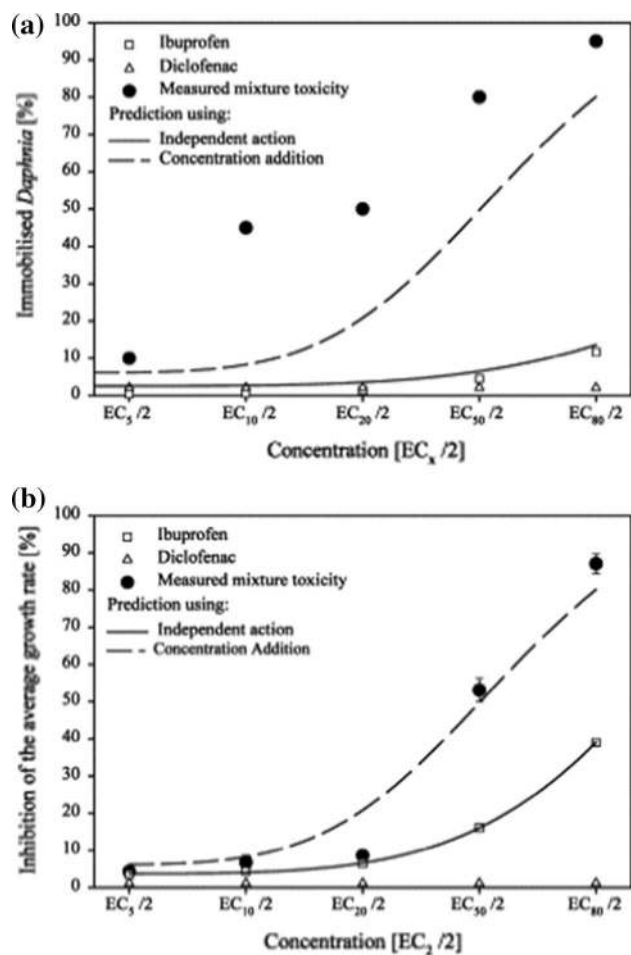 (a)
100
90
80
70
60
50
40
30
20
10
0
Immobilised Daphnia [%]
Ibuprofen
Diclofenac
Measured mixture toxicity
Prediction using:
Independent action
Concentration addition
EC5 /2 EC10 /2 EC20 /2 EC50 /2 EC80 /2
Concentration [ECx /2]
(b)
100
90
80
70
60
50
40
30
20
10
0
Inhibition of the average growth rate [%]
Ibuprofen
Diclofenac
Measured mixture toxicity
Prediction using:
Independent action
Concentration Addition
EC5 /2 EC10 /2 EC20 /2 EC50 /2 EC80 /2
Concentration [EC2 /2]